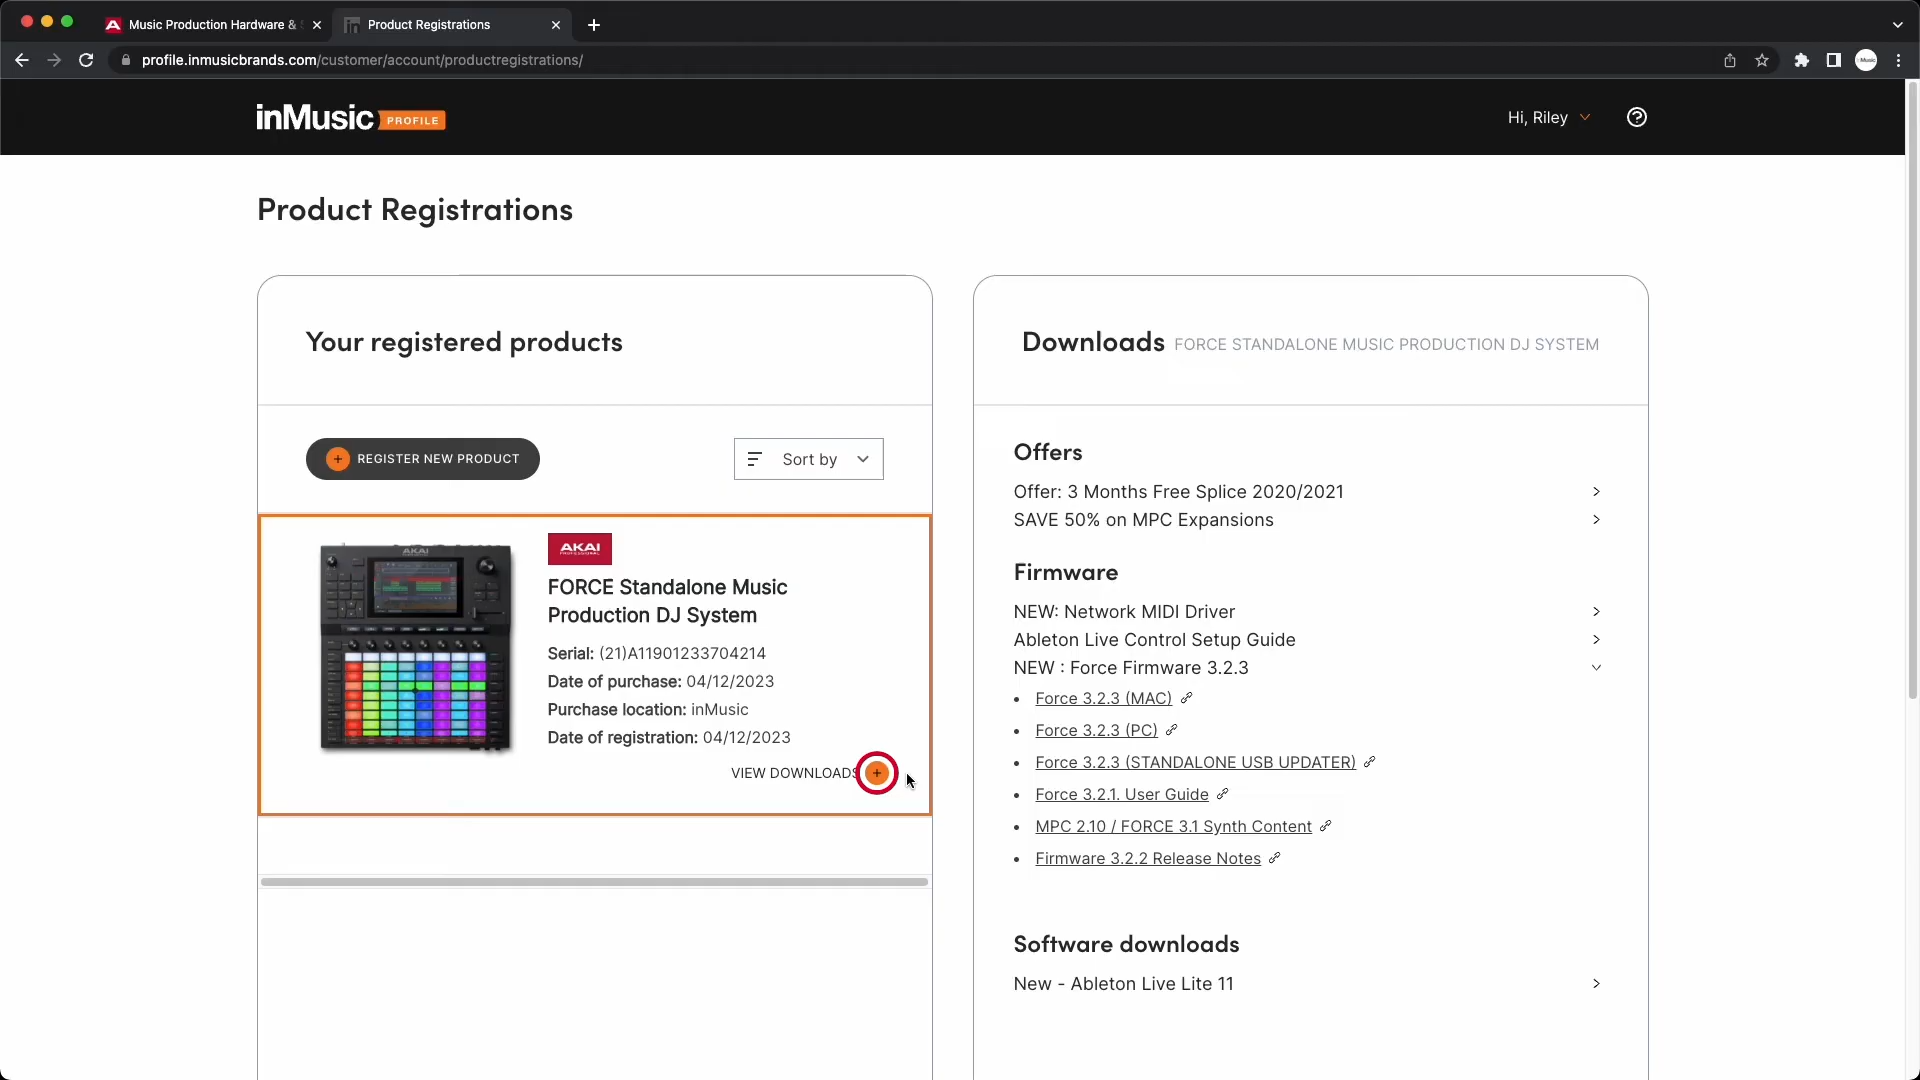 Music Production Hardware &
Product Registrations
profile.inmusicbrands.com/customer/account/productregistrations/
inMusic PROFILE
Hi, Riley
Product Registrations
Your registered products
REGISTER NEW PRODUCT
Sort by
AKAI
PROFESSIONAL
AKAI
FORCE Standalone Music
Production DJ System
Serial: (21)A11901233704214
Date of purchase: 04/12/2023
Purchase location: inMusic
Date of registration: 04/12/2023
VIEW DOWNLOADS
Downloads FORCE STANDALONE MUSIC PRODUCTION DJ SYSTEM
Offers
Offer: 3 Months Free Splice 2020/2021
SAVE 50% on MPC Expansions
Firmware
NEW: Network MIDI Driver
Ableton Live Control Setup Guide
NEW : Force Firmware 3.2.3
• Force 3.2.3 (MAC)
• Force 3.2.3 (PC)
• Force 3.2.3 (STANDALONE USB UPDATER)
• Force 3.2.1. User Guide
• MPC 2.10 / FORCE 3.1 Synth Content
• Firmware 3.2.2 Release Notes
Software downloads
New - Ableton Live Lite 11